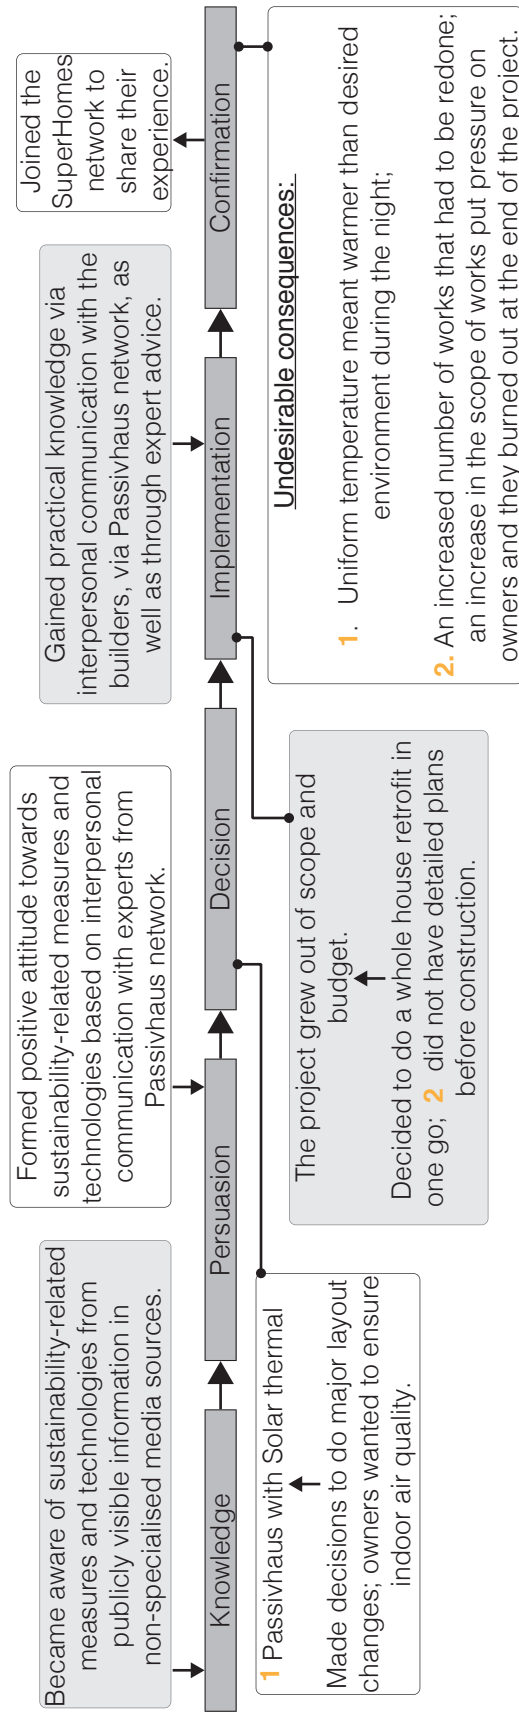 Became aware of sustainability-related
measures and technologies from
publicly visible information in
non-specialised media sources.
Formed positive attitude towards
sustainability-related measures and
technologies based on interpersonal
communication with experts from
Passivhaus network.
Gained practical knowledge via
interpersonal communication with the
builders, via Passivhaus network, as
well as through expert advice.
Joined the
SuperHomes
network to
share their
experience.
Knowledge
Persuasion
Decision
Implementation
Confirmation
1 Passivhaus with Solar thermal
Made decisions to do major layout
changes; owners wanted to ensure
indoor air quality.
The project grew out of scope and
budget.
Decided to do a whole house retrofit in
one go; 2 did not have detailed plans
before construction.
Undesirable consequences:
1. Uniform temperature meant warmer than desired
environment during the night;
2. An increased number of works that had to be redone;
an increase in the scope of works put pressure on
owners and they burned out at the end of the project.